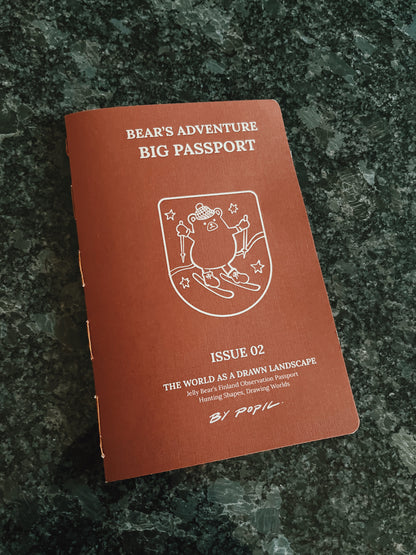 BEAR'S ADVENTURE
BIG PASSPORT
ISSUE 02
THE WORLD AS A DRAWN LANDSCAPE
Jelly Bear's Finland Observation Passport
Hunting Shapes, Drawing Worlds
BY POPIL.